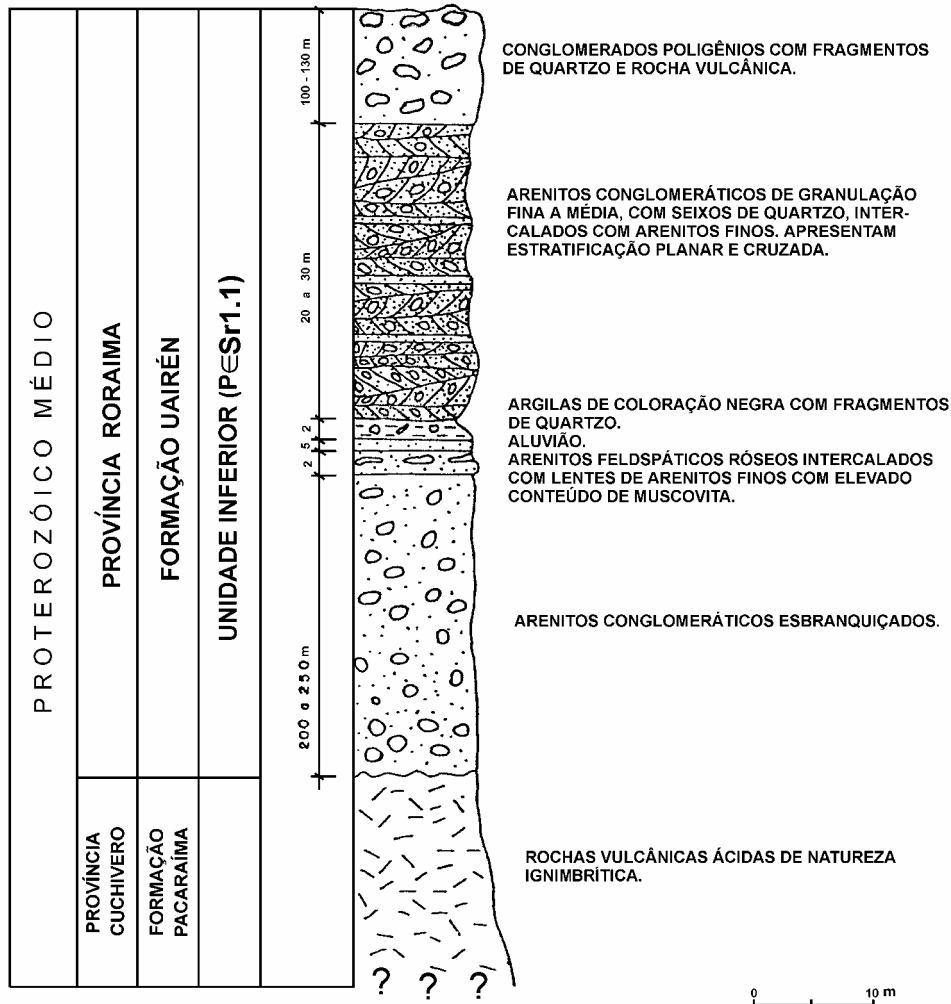 PROTEROZÓICO MÉDIO
PROVÍNCIA RORAIMA
FORMAÇÃO UAIRÉN
UNIDADE INFERIOR (P∈Sr1.1)
PROVÍNCIA
CUCHIVERO
FORMAÇÃO
PACARAÍMA
100 - 130 m
20 a 30 m
2
5
2
200 a 250m
CONGLOMERADOS POLIGÊNIOS COM FRAGMENTOS
DE QUARTZO E ROCHA VULCÂNICA.
ARENITOS CONGLOMERÁTICOS DE GRANULAÇÃO
FINA A MÉDIA, COM SEIXOS DE QUARTZO, INTER-
CALADOS COM ARENITOS FINOS. APRESENTAM
ESTRATIFICAÇÃO PLANAR E CRUZADA.
ARGILAS DE COLORAÇÃO NEGRA COM FRAGMENTOS
DE QUARTZO.
ALUVIÃO.
ARENITOS FELDSPÁTICOS RÓSEOS INTERCALADOS
COM LENTES DE ARENITOS FINOS COM ELEVADO
CONTEÚDO DE MUSCOVITA.
ARENITOS CONGLOMERÁTICOS ESBRANQUIÇADOS.
ROCHAS VULCÂNICAS ÁCIDAS DE NATUREZA
IGNIMBRÍTICA.
? ? ?
0 10 m